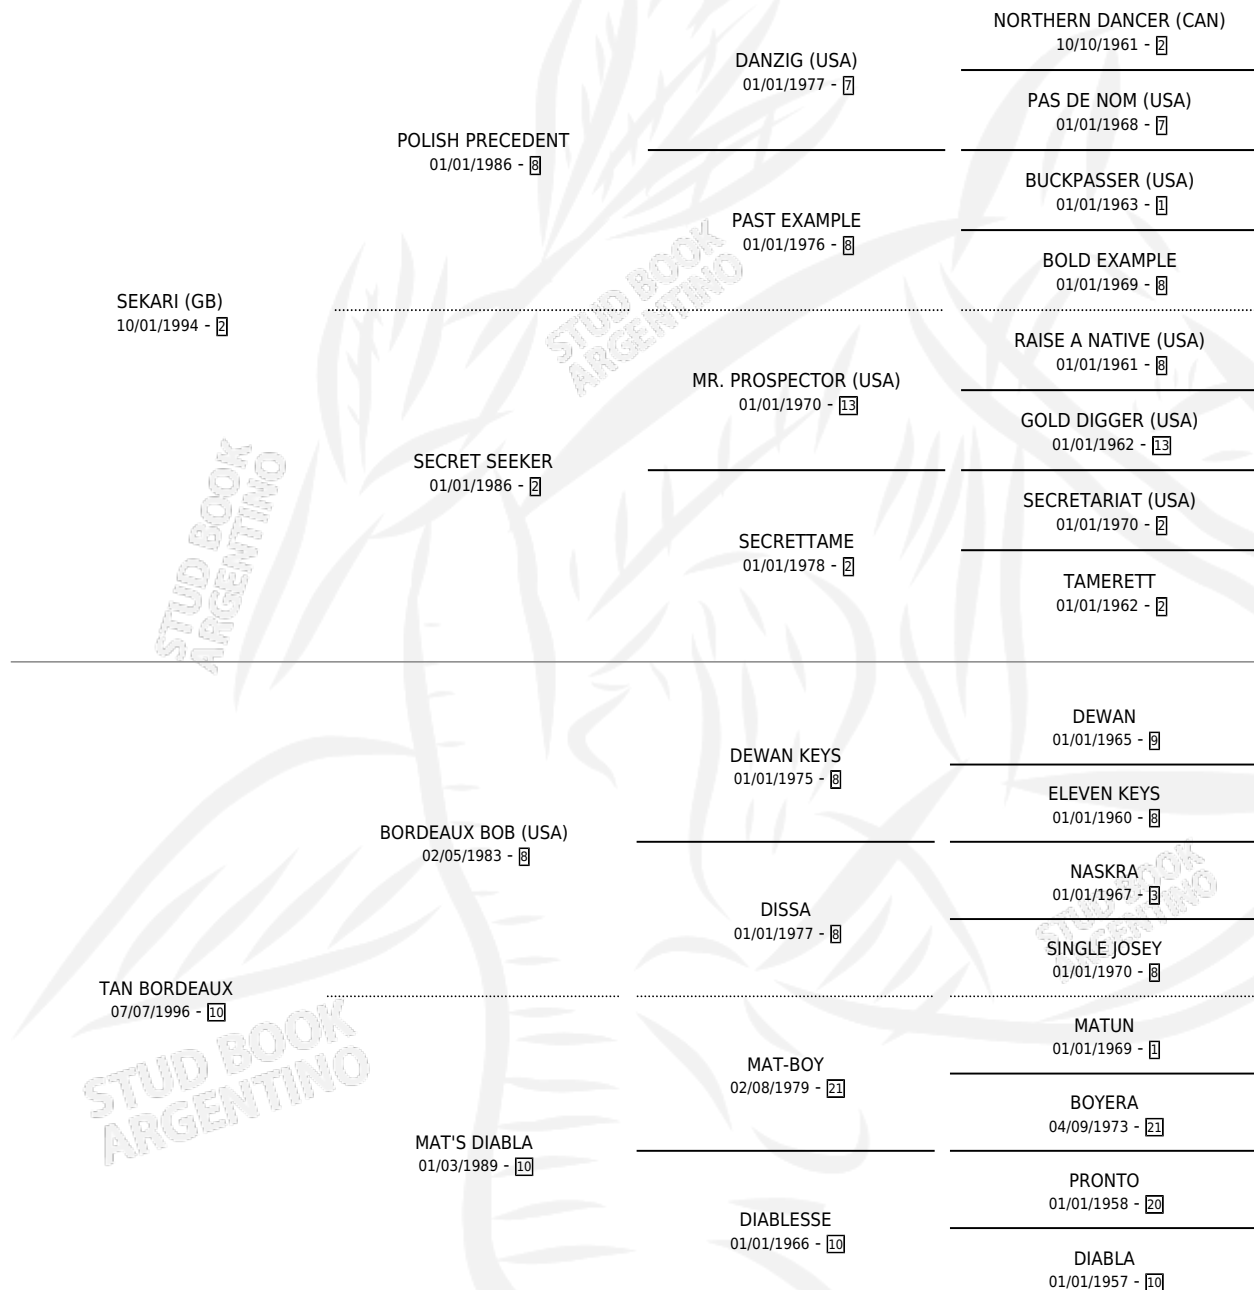 NORTHERN DANCER (CAN)
10/10/1961 - 2
DANZIG (USA)
01/01/1977 - 7
PAS DE NOM (USA)
01/01/1968 - 7
POLISH PRECEDENT
01/01/1986 - 8
BUCKPASSER (USA)
01/01/1963 - 1
PAST EXAMPLE
01/01/1976 - 8
BOLD EXAMPLE
01/01/1969 - 8
SEKARI (GB)
10/01/1994 - 2
RAISE A NATIVE (USA)
01/01/1961 - 8
MR. PROSPECTOR (USA)
01/01/1970 - 13
GOLD DIGGER (USA)
01/01/1962 - 13
SECRET SEEKER
01/01/1986 - 2
SECRETARIAT (USA)
01/01/1970 - 2
SECRETTAME
01/01/1978 - 2
TAMERETT
01/01/1962 - 2
DEWAN
01/01/1965 - 9
DEWAN KEYS
01/01/1975 - 8
ELEVEN KEYS
01/01/1960 - 8
BORDEAUX BOB (USA)
02/05/1983 - 8
NASKRA
01/01/1967 - 3
DISSA
01/01/1977 - 8
SINGLE JOSEY
01/01/1970 - 8
TAN BORDEAUX
07/07/1996 - 10
MATUN
01/01/1969 - 1
MAT-BOY
02/08/1979 - 21
BOYERA
04/09/1973 - 21
MAT'S DIABLA
01/03/1989 - 10
PRONTO
01/01/1958 - 20
DIABLESSE
01/01/1966 - 10
DIABLA
01/01/1957 - 10
STUD BOOK
ARGENTINO
STUD BOOK
ARGENTINO
STUD BOOK
ARGENTINO
STUD BOOK
ARGENTINO